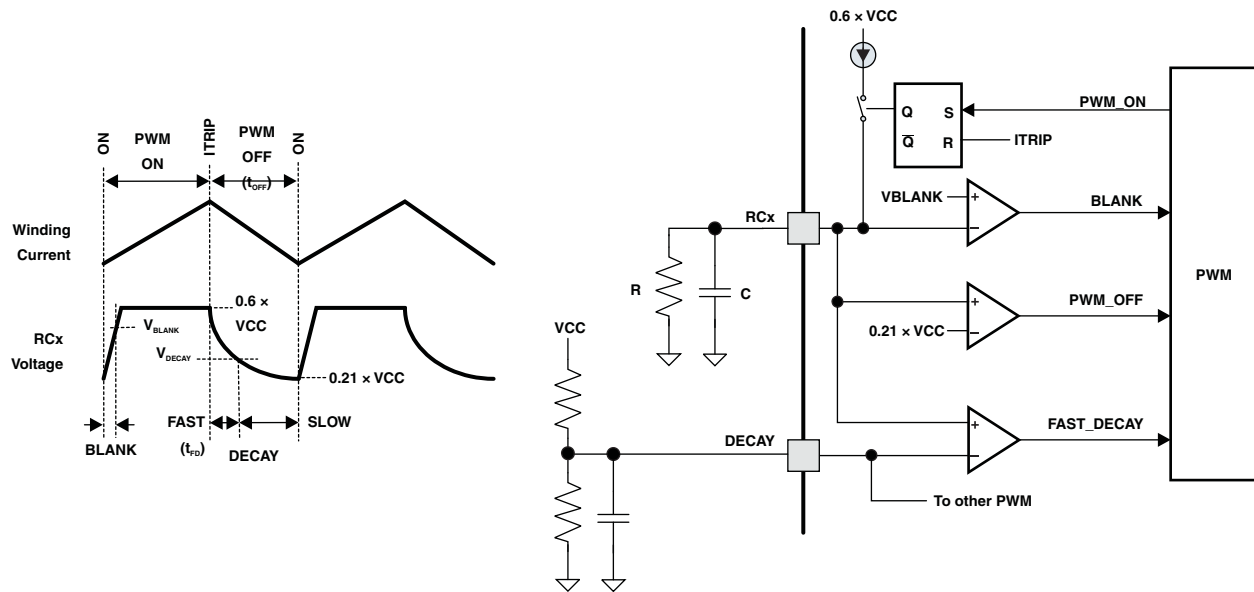 ON
PWM
ON
ITRIP
PWM
OFF
(tOFF)
ON
Winding
Current
RCx
Voltage
VBLANK
VDECAY
0.6 ×
VCC
0.21 × VCC
BLANK
FAST
(tFD)
DECAY
SLOW
0.6 × VCC
Q
S
Q
R
PWM_ON
ITRIP
VBLANK
+
–
BLANK
RCx
R
C
+
–
0.21 × VCC
PWM_OFF
PWM
VCC
DECAY
+
–
FAST_DECAY
To other PWM